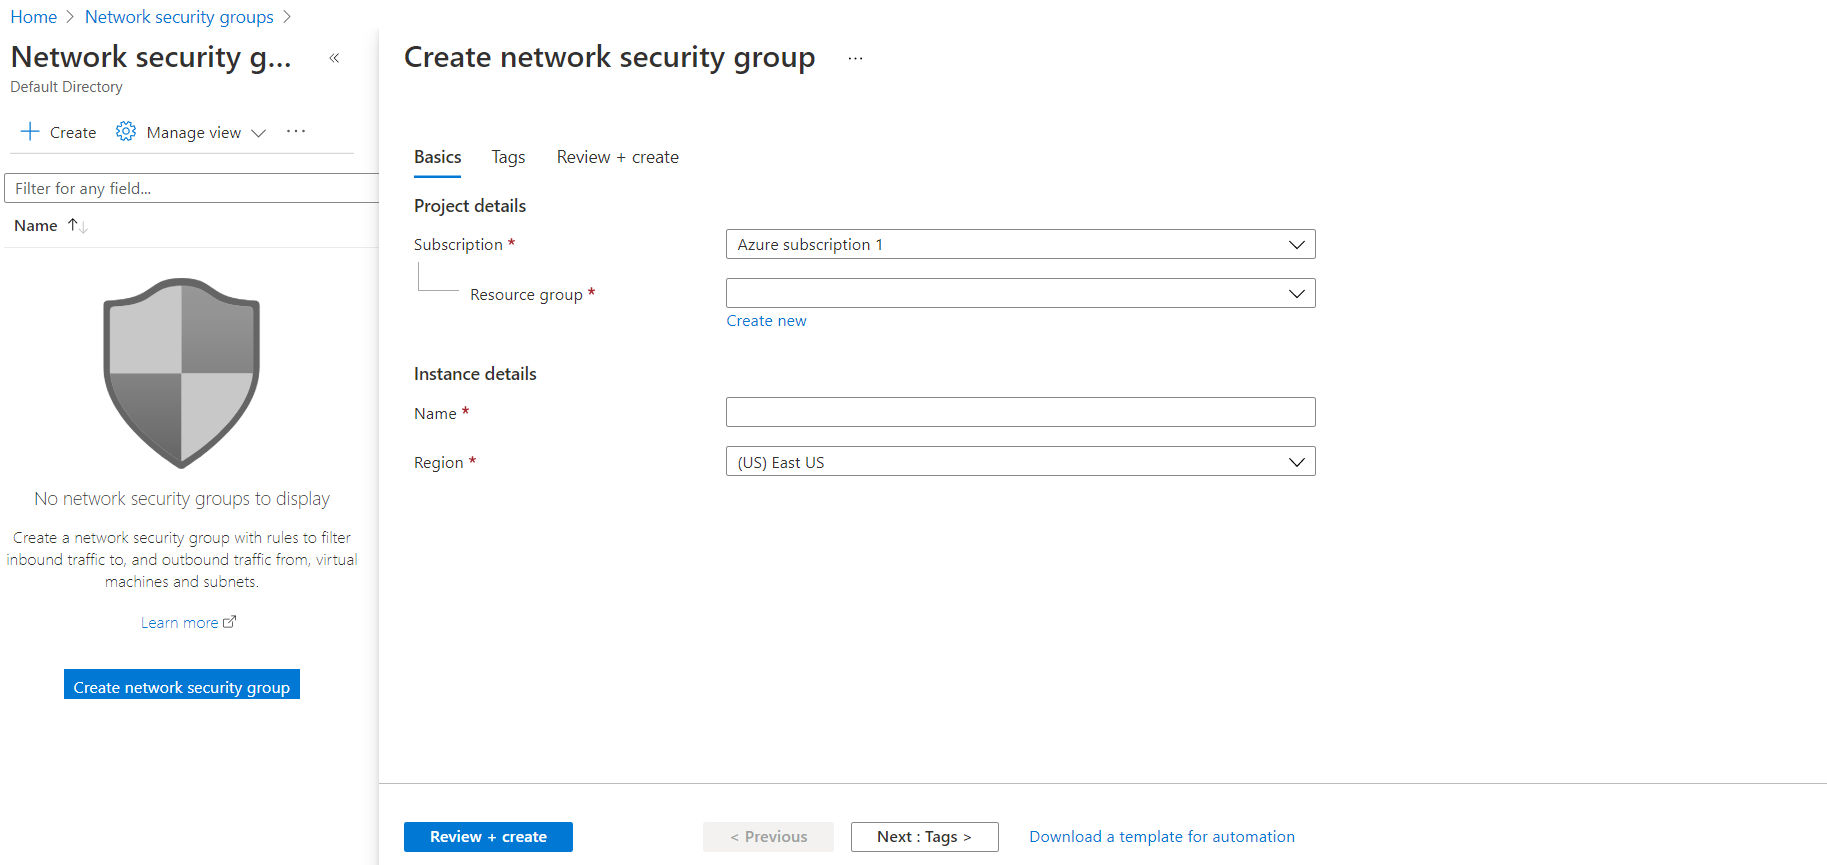 Home > Network security groups >
Network security g... «
Default Directory
+ Create Manage view ...
Filter for any field...
Name ↑↓
No network security groups to display
Create a network security group with rules to filter
inbound traffic to, and outbound traffic from, virtual
machines and subnets.
Learn more
Create network security group
Create network security group ...
Basics Tags Review + create
Project details
Subscription * Azure subscription 1
Resource group *
Create new
Instance details
Name *
Region * (US) East US
Review + create < Previous Next : Tags > Download a template for automation